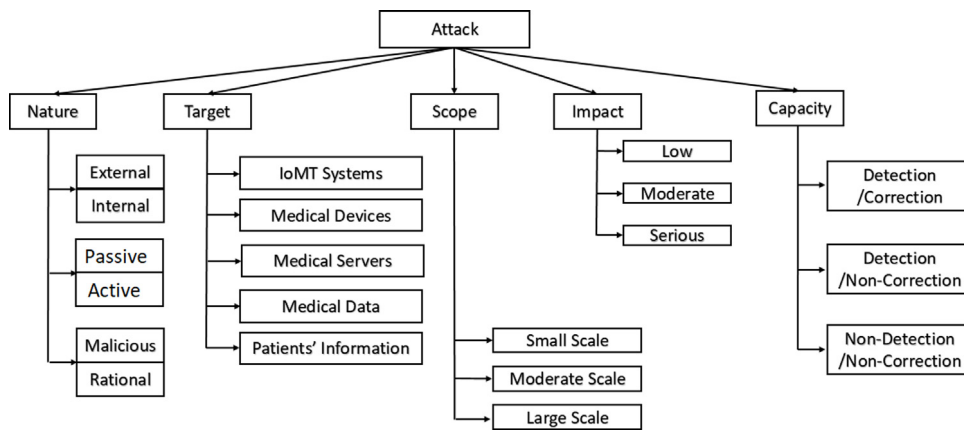 Attack
Nature
Target
Scope
Impact
Capacity
External
Internal
Passive
Active
Malicious
Rational
IoMT Systems
Medical Devices
Medical Servers
Medical Data
Patients' Information
Small Scale
Moderate Scale
Large Scale
Low
Moderate
Serious
Detection
/Correction
Detection
/Non-Correction
Non-Detection
/Non-Correction